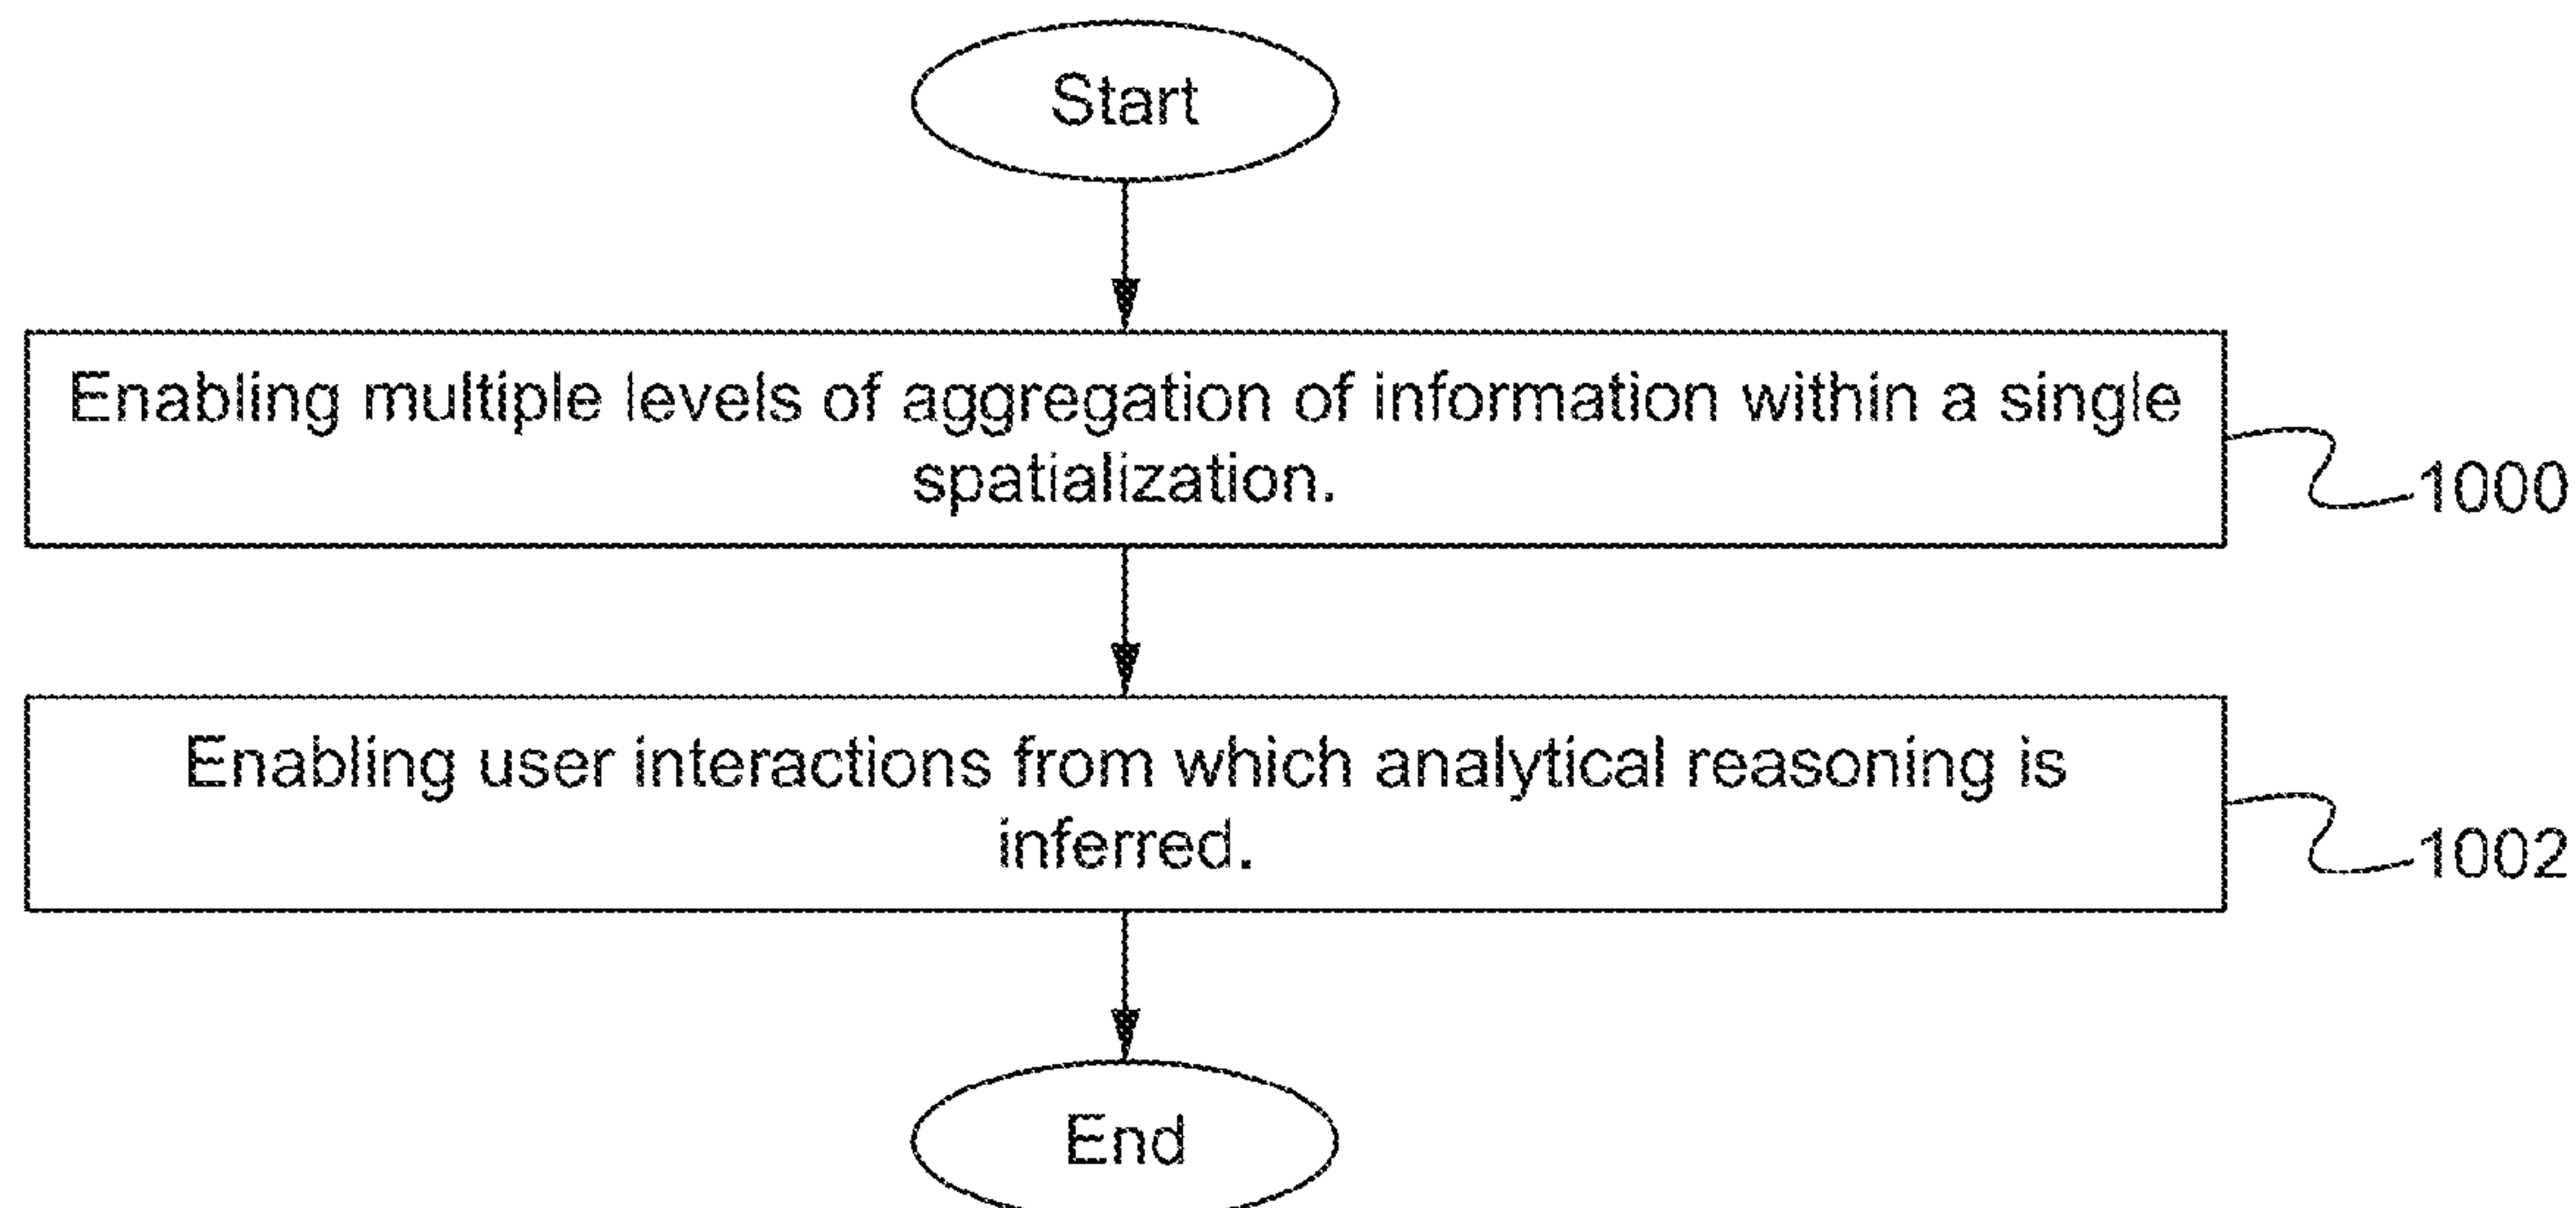 Start
Enabling multiple levels of aggregation of information within a single
spatialization.
1000
Enabling user interactions from which analytical reasoning is
inferred.
1002
End